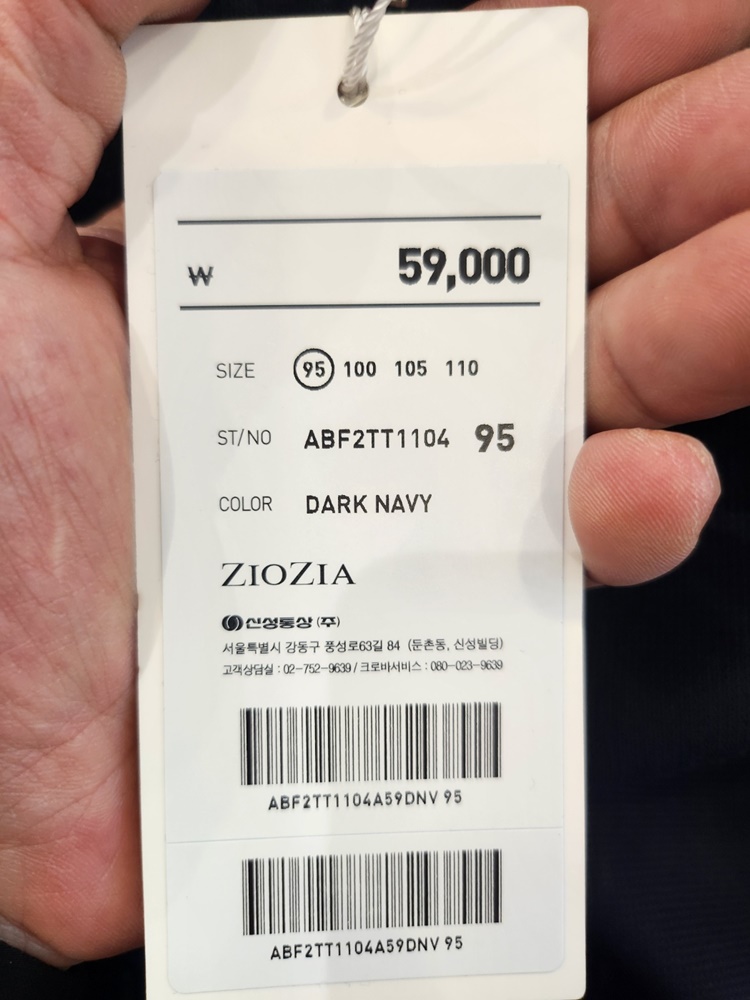 ₩ 59,000
SIZE 95 100 105 110
ST/NO ABF2TT1104 95
COLOR DARK NAVY
ZIOZIA
신성통상(주)
서울특별시 강동구 풍성로63길 84 (둔촌동, 신성빌딩)
고객상담실 : 02-752-9639 / 크로바서비스 : 080-023-9639
ABF2TT1104A59DNV 95
ABF2TT1104A59DNV 95